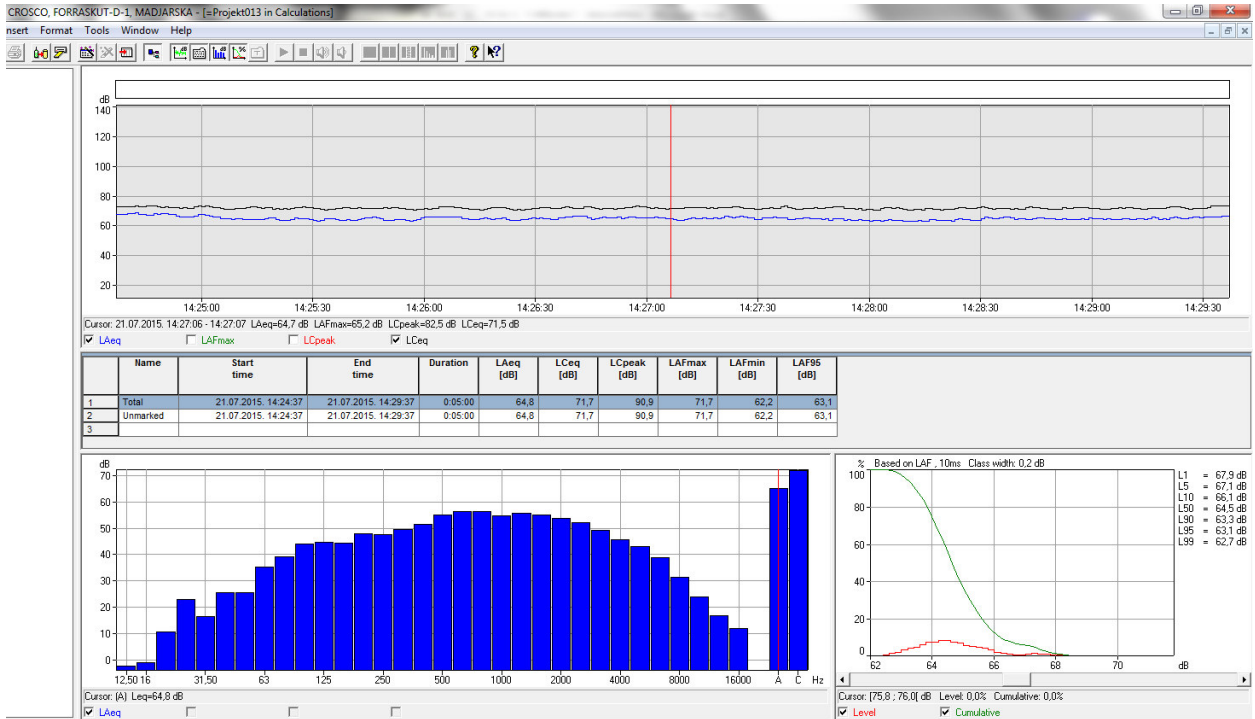 CROSCO, FORRASKUT-D-1, MADJARSKA - [=Projekt013 in Calculations]
nsert Format Tools Window Help
dB
140
120
100
80
60
40
20
14:25:00 14:25:30 14:26:00 14:26:30 14:27:00 14:27:30 14:28:00 14:28:30 14:29:00 14:29:30
Cursor: 21.07.2015. 14:27:06 - 14:27:07 LAeq=64,7 dB LAFmax=65,2 dB LCpeak=82,5 dB LCeq=71,5 dB
LAeq LAFmax LCpeak LCeq
Name Start time End time Duration LAeq [dB] LCeq [dB] LCpeak [dB] LAFmax [dB] LAFmin [dB] LAF95 [dB]
1 Total 21.07.2015. 14:24:37 21.07.2015. 14:29:37 0:05:00 64,8 71,7 90,9 71,7 62,2 63,1
2 Unmarked 21.07.2015. 14:24:37 21.07.2015. 14:29:37 0:05:00 64,8 71,7 90,9 71,7 62,2 63,1
3
dB
70
60
50
40
30
20
10
0
12,50 16 31,50 63 125 250 500 1000 2000 4000 8000 16000 A C Hz
Cursor: (A) Leq=64,8 dB
LAeq
% Based on LAF , 10ms Class width: 0,2 dB
100
80
60
40
20
0
62 64 66 68 70 dB
L1 = 67,9 dB
L5 = 67,1 dB
L10 = 66,1 dB
L50 = 64,5 dB
L90 = 63,3 dB
L95 = 63,1 dB
L99 = 62,7 dB
Cursor: [75,8 ; 76,0[ dB Level: 0,0% Cumulative: 0,0%
Level Cumulative